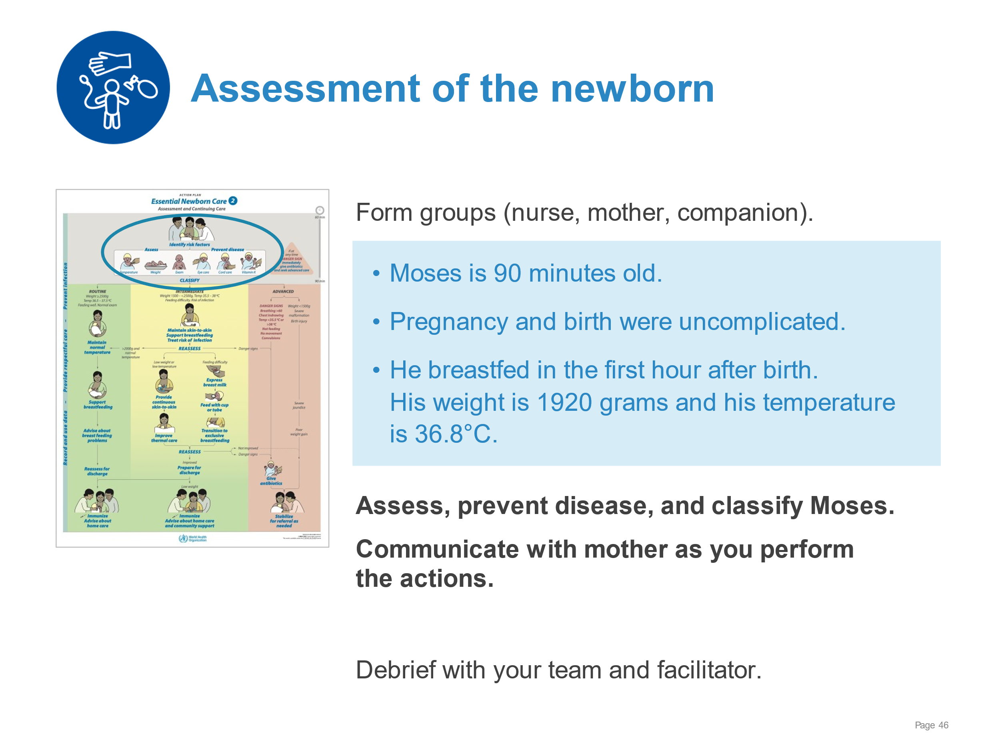 Assessment of the newborn
ACTION PLAN
Essential Newborn Care 2
Assessment and Continuing Care
60 min
Identify risk factors
Assess
Prevent disease
Temperature
Weight
Exam
Eye care
Cord care
Vitamin K
If at
any time
DANGER SIGN
immediately
give antibiotics
and seek advanced care
CLASSIFY
90 min
Prevent infection
–
Provide respectful care
–
Record and use data
ROUTINE
Weight ≥2500g
Temp 36.5 – 37.5 ºC
Feeding well, Normal exam
Maintain
normal
temperature
Support
breastfeeding
Advise about
breast feeding
problems
Reassess for
discharge
Immunize
Advise about
home care
INTERMEDIATE
Weight 1500 – <2500g, Temp 35.5 – 38 ºC
Feeding difficulty, Risk of infection
Maintain skin-to-skin
Support breastfeeding
Treat risk of infection
REASSESS
>2000g and
normal
temperature
Danger signs
Low weight or
low temperature
Provide
continuous
skin-to-skin
Improve
thermal care
Feeding difficulty
Express
breast milk
Feed with cup
or tube
Transition to
exclusive
breastfeeding
REASSESS
Not improved
Danger signs
Improved
Prepare for
discharge
Low weight
Immunize
Advise about home care
and community support
ADVANCED
DANGER SIGNS
Breathing >60
Chest indrawing
Temp <35.5 ºC or
>38 ºC
Not feeding
No movement
Convulsions
Weight <1500g
Severe
malformation
Birth injury
Severe
jaundice
Poor
weight gain
Give
antibiotics
Stabilize
for referral as
needed
World Health
Organization
Form groups (nurse, mother, companion).
• Moses is 90 minutes old.
• Pregnancy and birth were uncomplicated.
• He breastfed in the first hour after birth.
His weight is 1920 grams and his temperature
is 36.8°C.
Assess, prevent disease, and classify Moses.
Communicate with mother as you perform
the actions.
Debrief with your team and facilitator.
Page 46